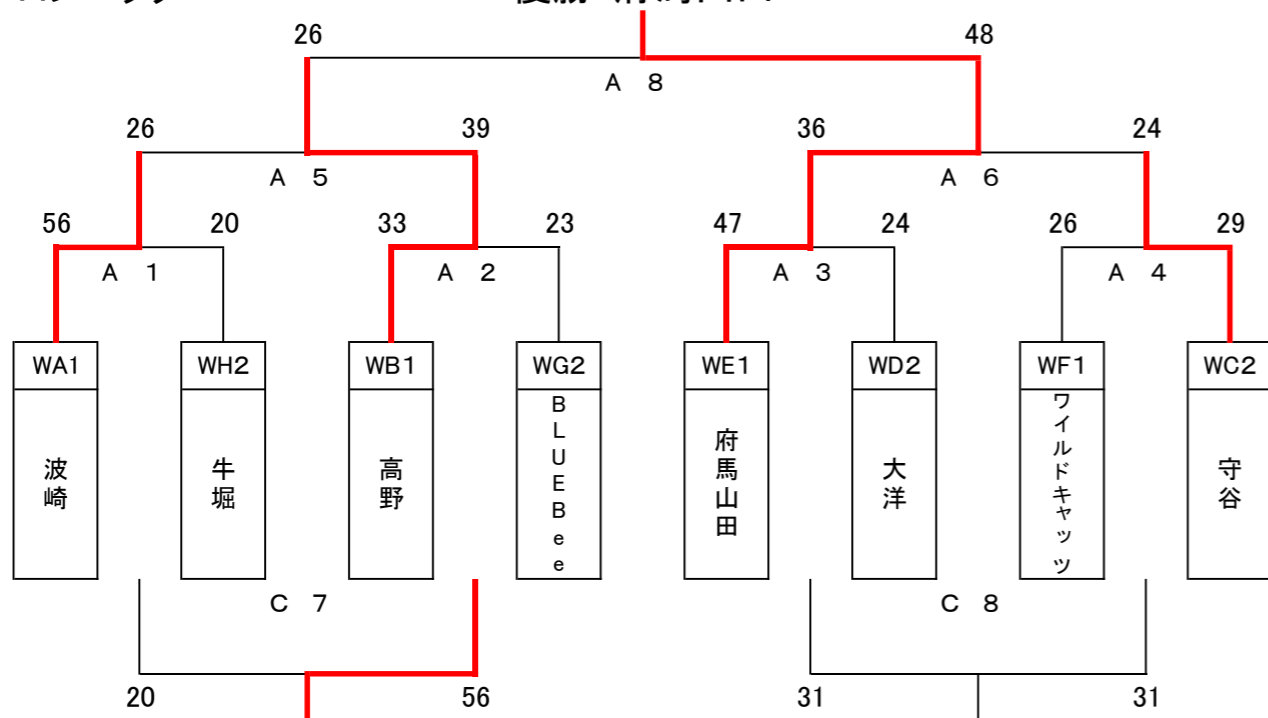 26 48
A 8
26 39 36 24
A 5 A 6
56 20 33 23 47 24 26 29
A 1 A 2 A 3 A 4
WA1 WH2 WB1 WG2 WE1 WD2 WF1 WC2
波崎
牛堀
高野
BLUEBee
府馬山田
大洋
ワイルドキャッツ
守谷
C 7 C 8
20 56 31 31